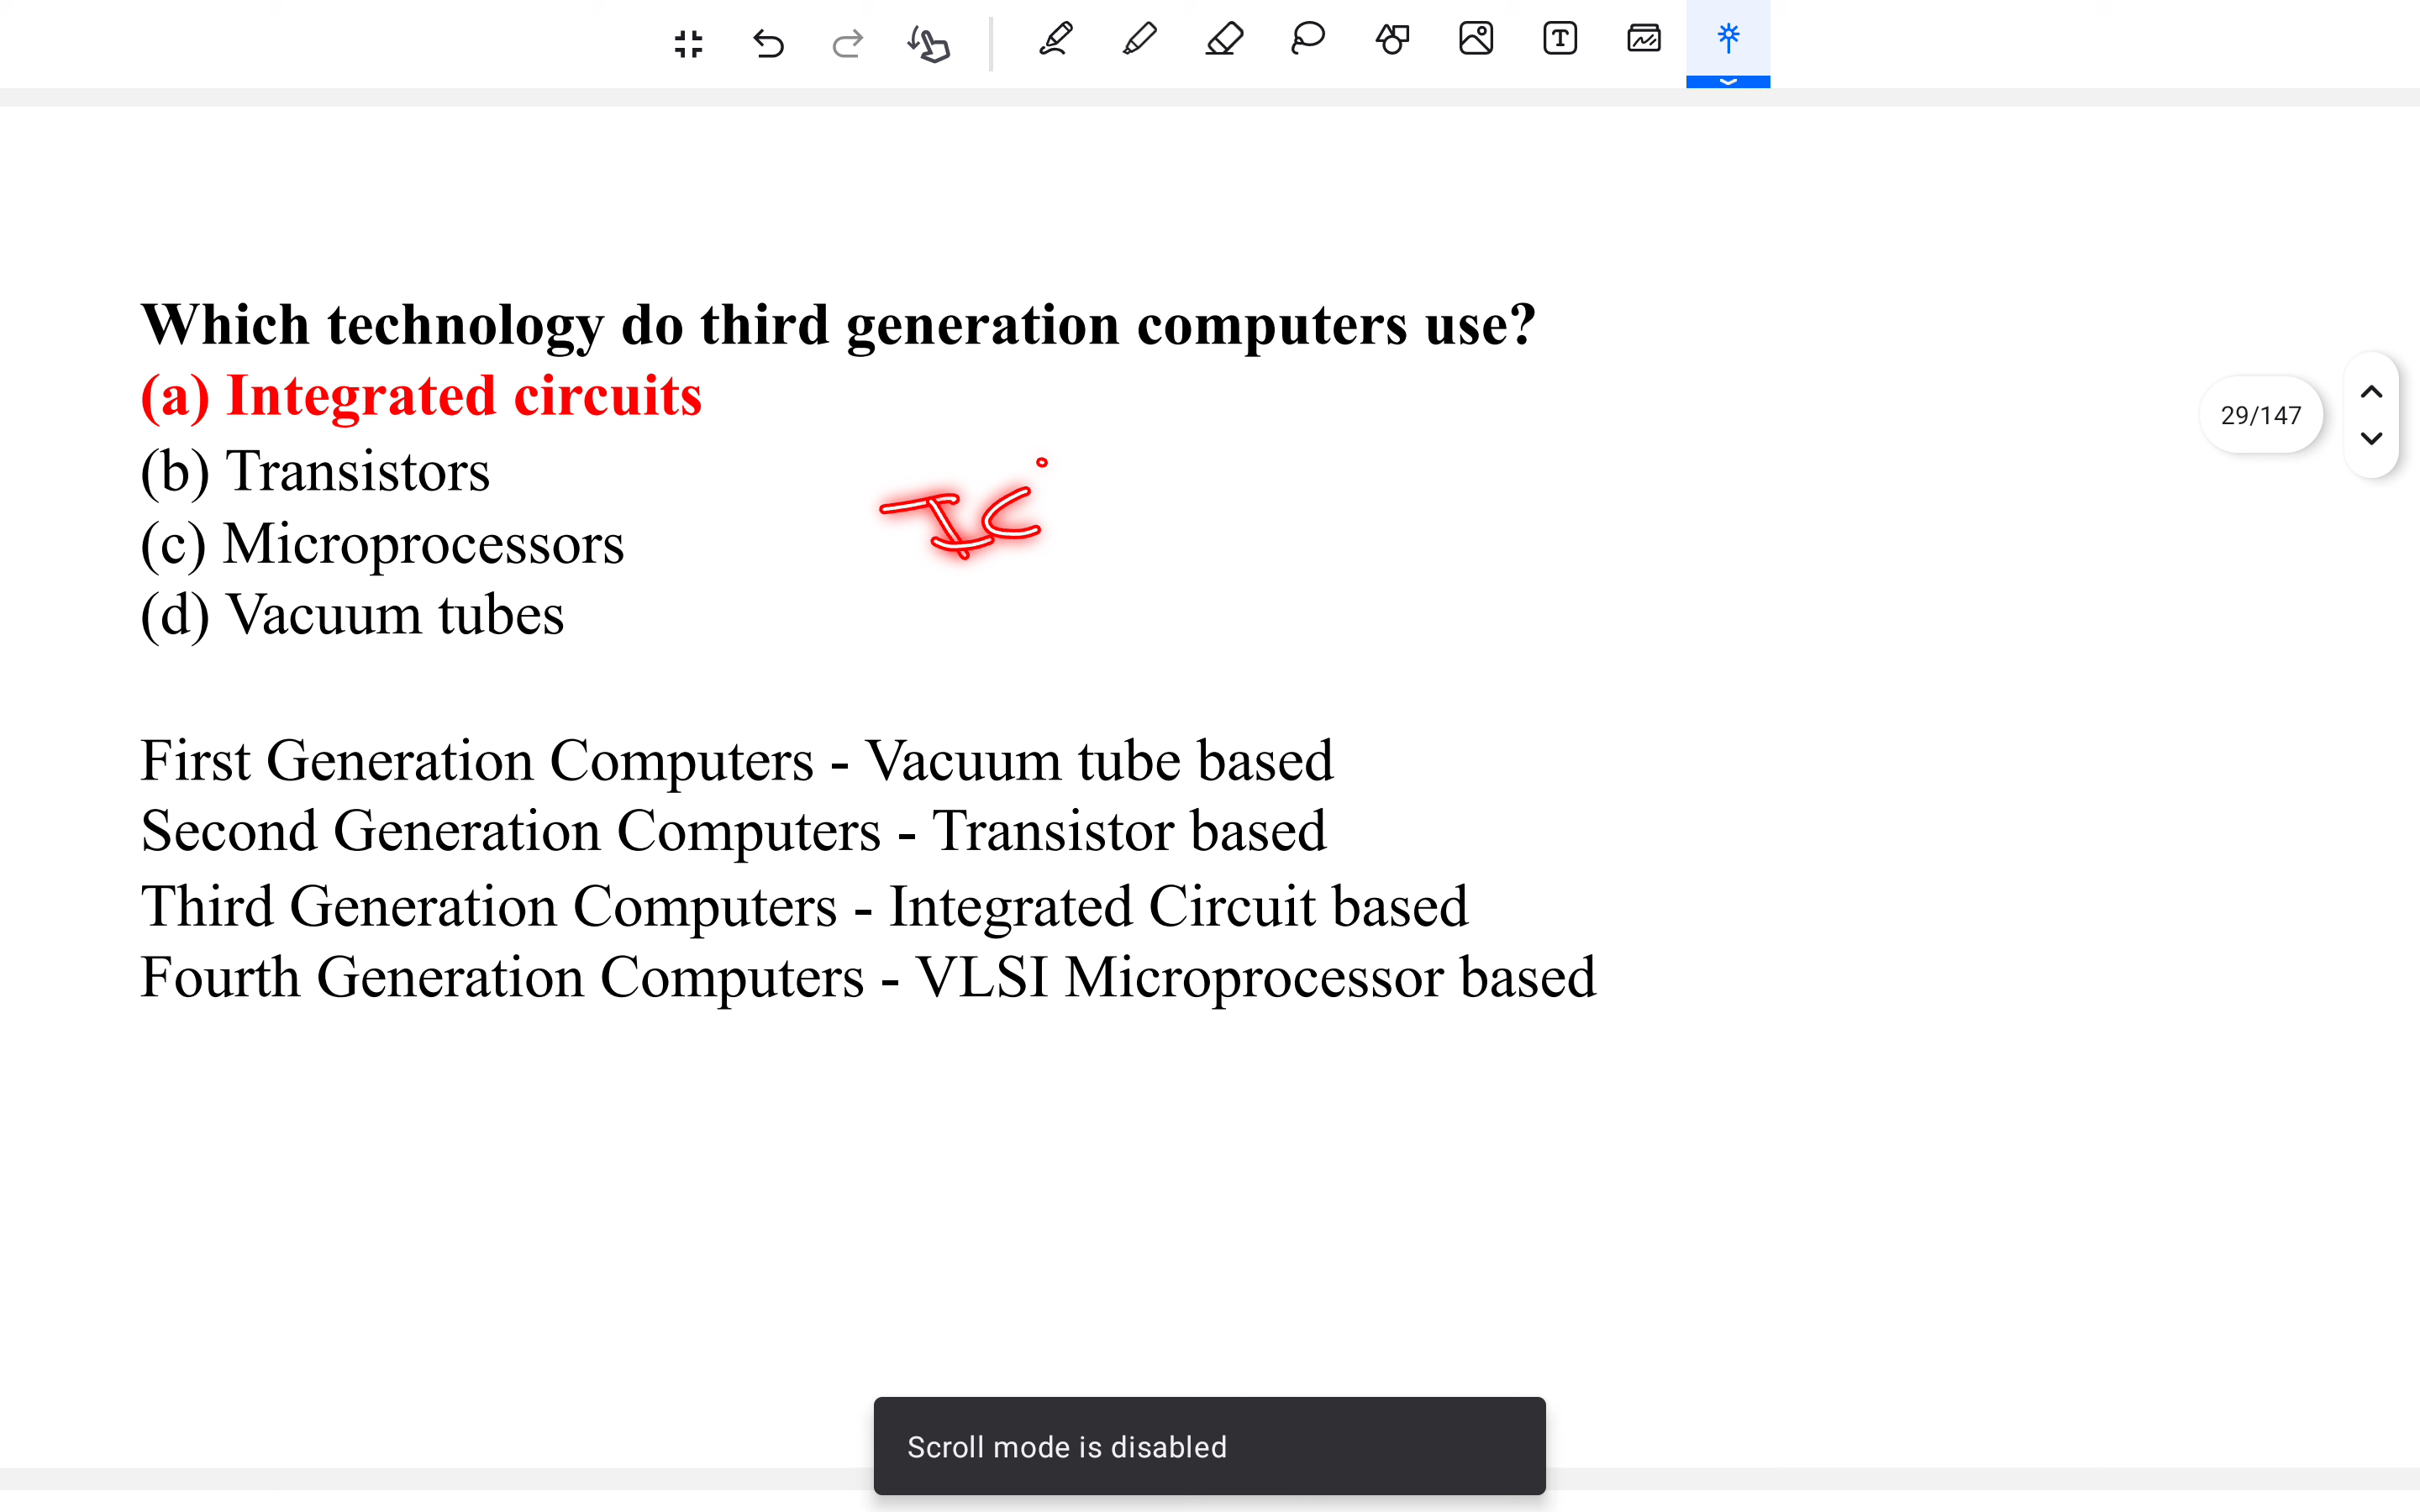 Which technology do third generation computers use?
(a) Integrated circuits
(b) Transistors
29/147
IC
(c) Microprocessors
(d) Vacuum tubes
First Generation Computers - Vacuum tube based
Second Generation Computers - Transistor based
Third Generation Computers - Integrated Circuit based
Fourth Generation Computers - VLSI Microprocessor based
Scroll mode is disabled